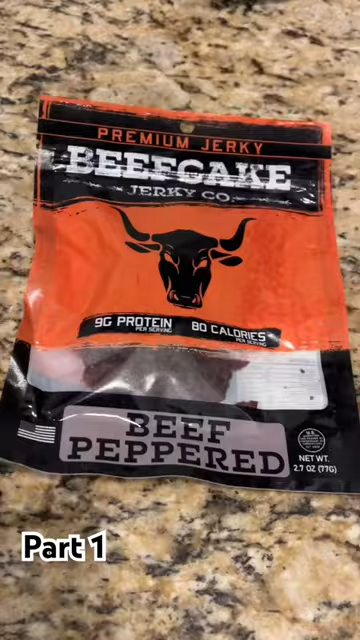 PREMIUM JERKY
BEEFCAKE
JERKY CO.
9G PROTEIN
PER SERVING
80 CALORIES
PER SERVING
BEEF
PEPPERED
NET WT.
2.7 OZ (77G)
Part 1